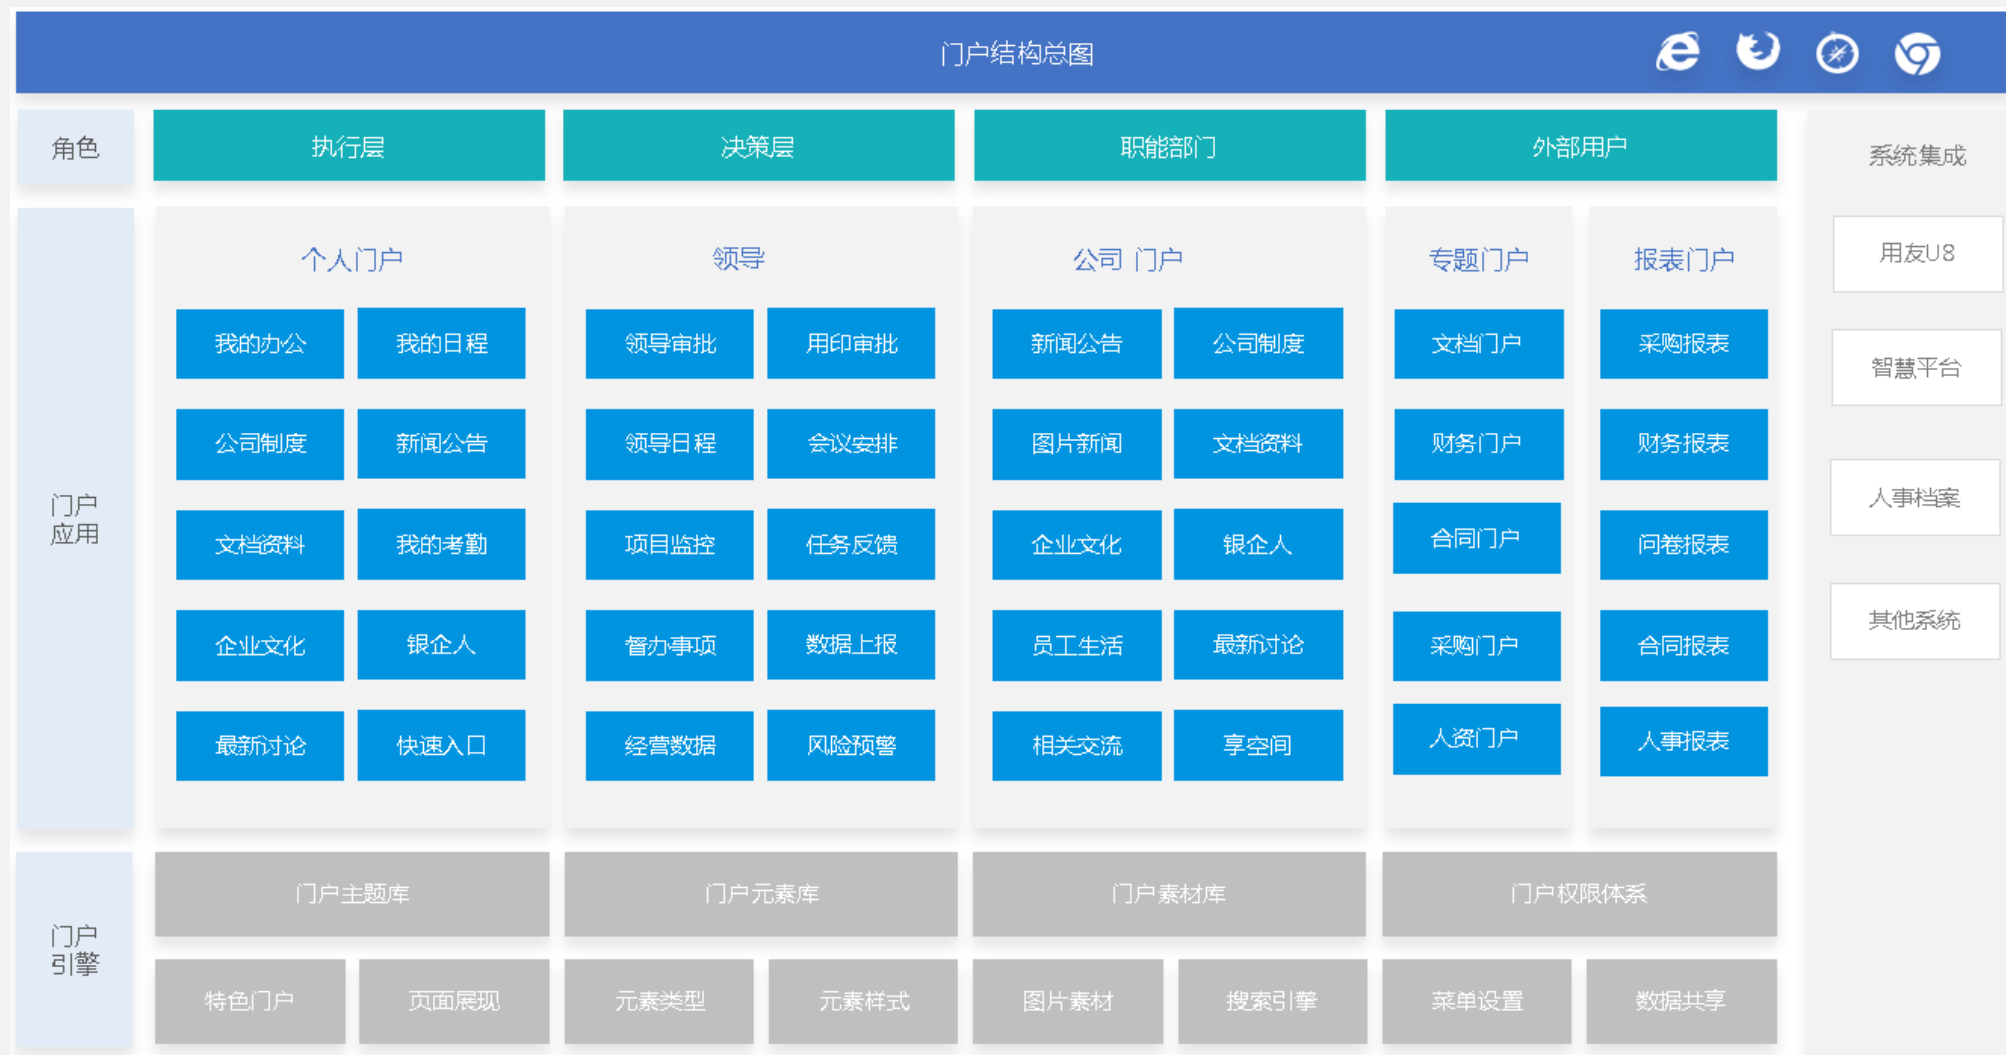 门户结构总图
角色
执行层
决策层
职能部门
外部用户
系统集成
门户
应用
个人门户
领导
公司 门户
专题门户
报表门户
用友U8
我的办公
我的日程
领导审批
用印审批
新闻公告
公司制度
文档门户
采购报表
智慧平台
公司制度
新闻公告
领导日程
会议安排
图片新闻
文档资料
财务门户
财务报表
人事档案
文档资料
我的考勤
项目监控
任务反馈
企业文化
银企人
合同门户
问卷报表
其他系统
企业文化
银企人
督办事项
数据上报
员工生活
最新讨论
采购门户
合同报表
最新讨论
快速入口
经营数据
风险预警
相关交流
享空间
人资门户
人事报表
门户
引擎
门户主题库
门户元素库
门户素材库
门户权限体系
特色门户
页面展现
元素类型
元素样式
图片素材
搜索引擎
菜单设置
数据共享